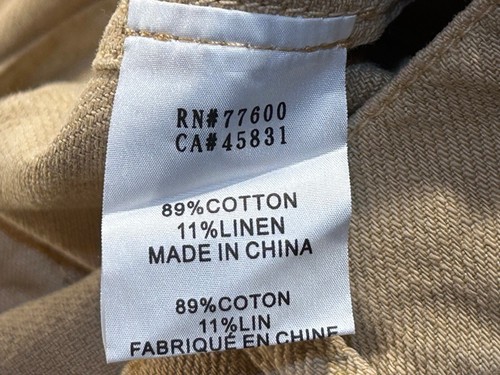 RN#77600
CA#45831
89%COTTON
11%LINEN
MADE IN CHINA
89%COTON
11%LIN
FABRIQUÉ EN CHINE